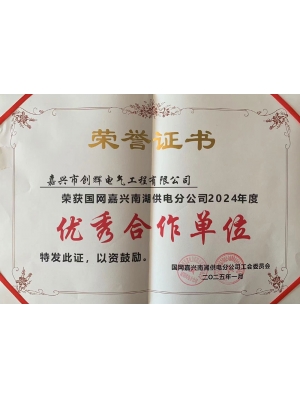 荣誉证书
嘉兴市创辉电气工程有限公司
荣获国网嘉兴南湖供电分公司2024年度
优秀合作单位
特发此证，以资鼓励。
国网嘉兴南湖供电分公司工会委员会
二〇二五年一月